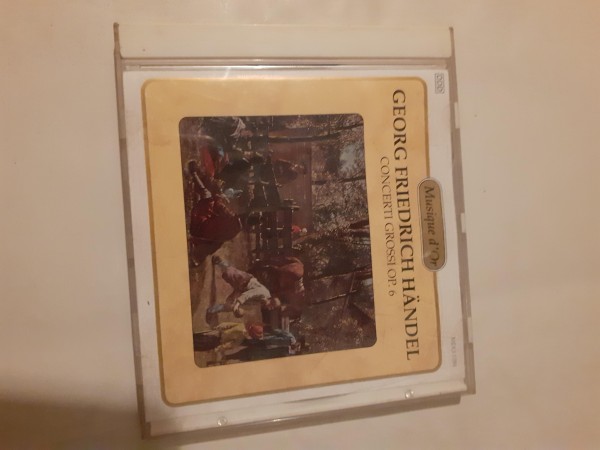 Musique d'Or
GEORG FRIEDRICH HÄNDEL
CONCERTI GROSSI OP. 6